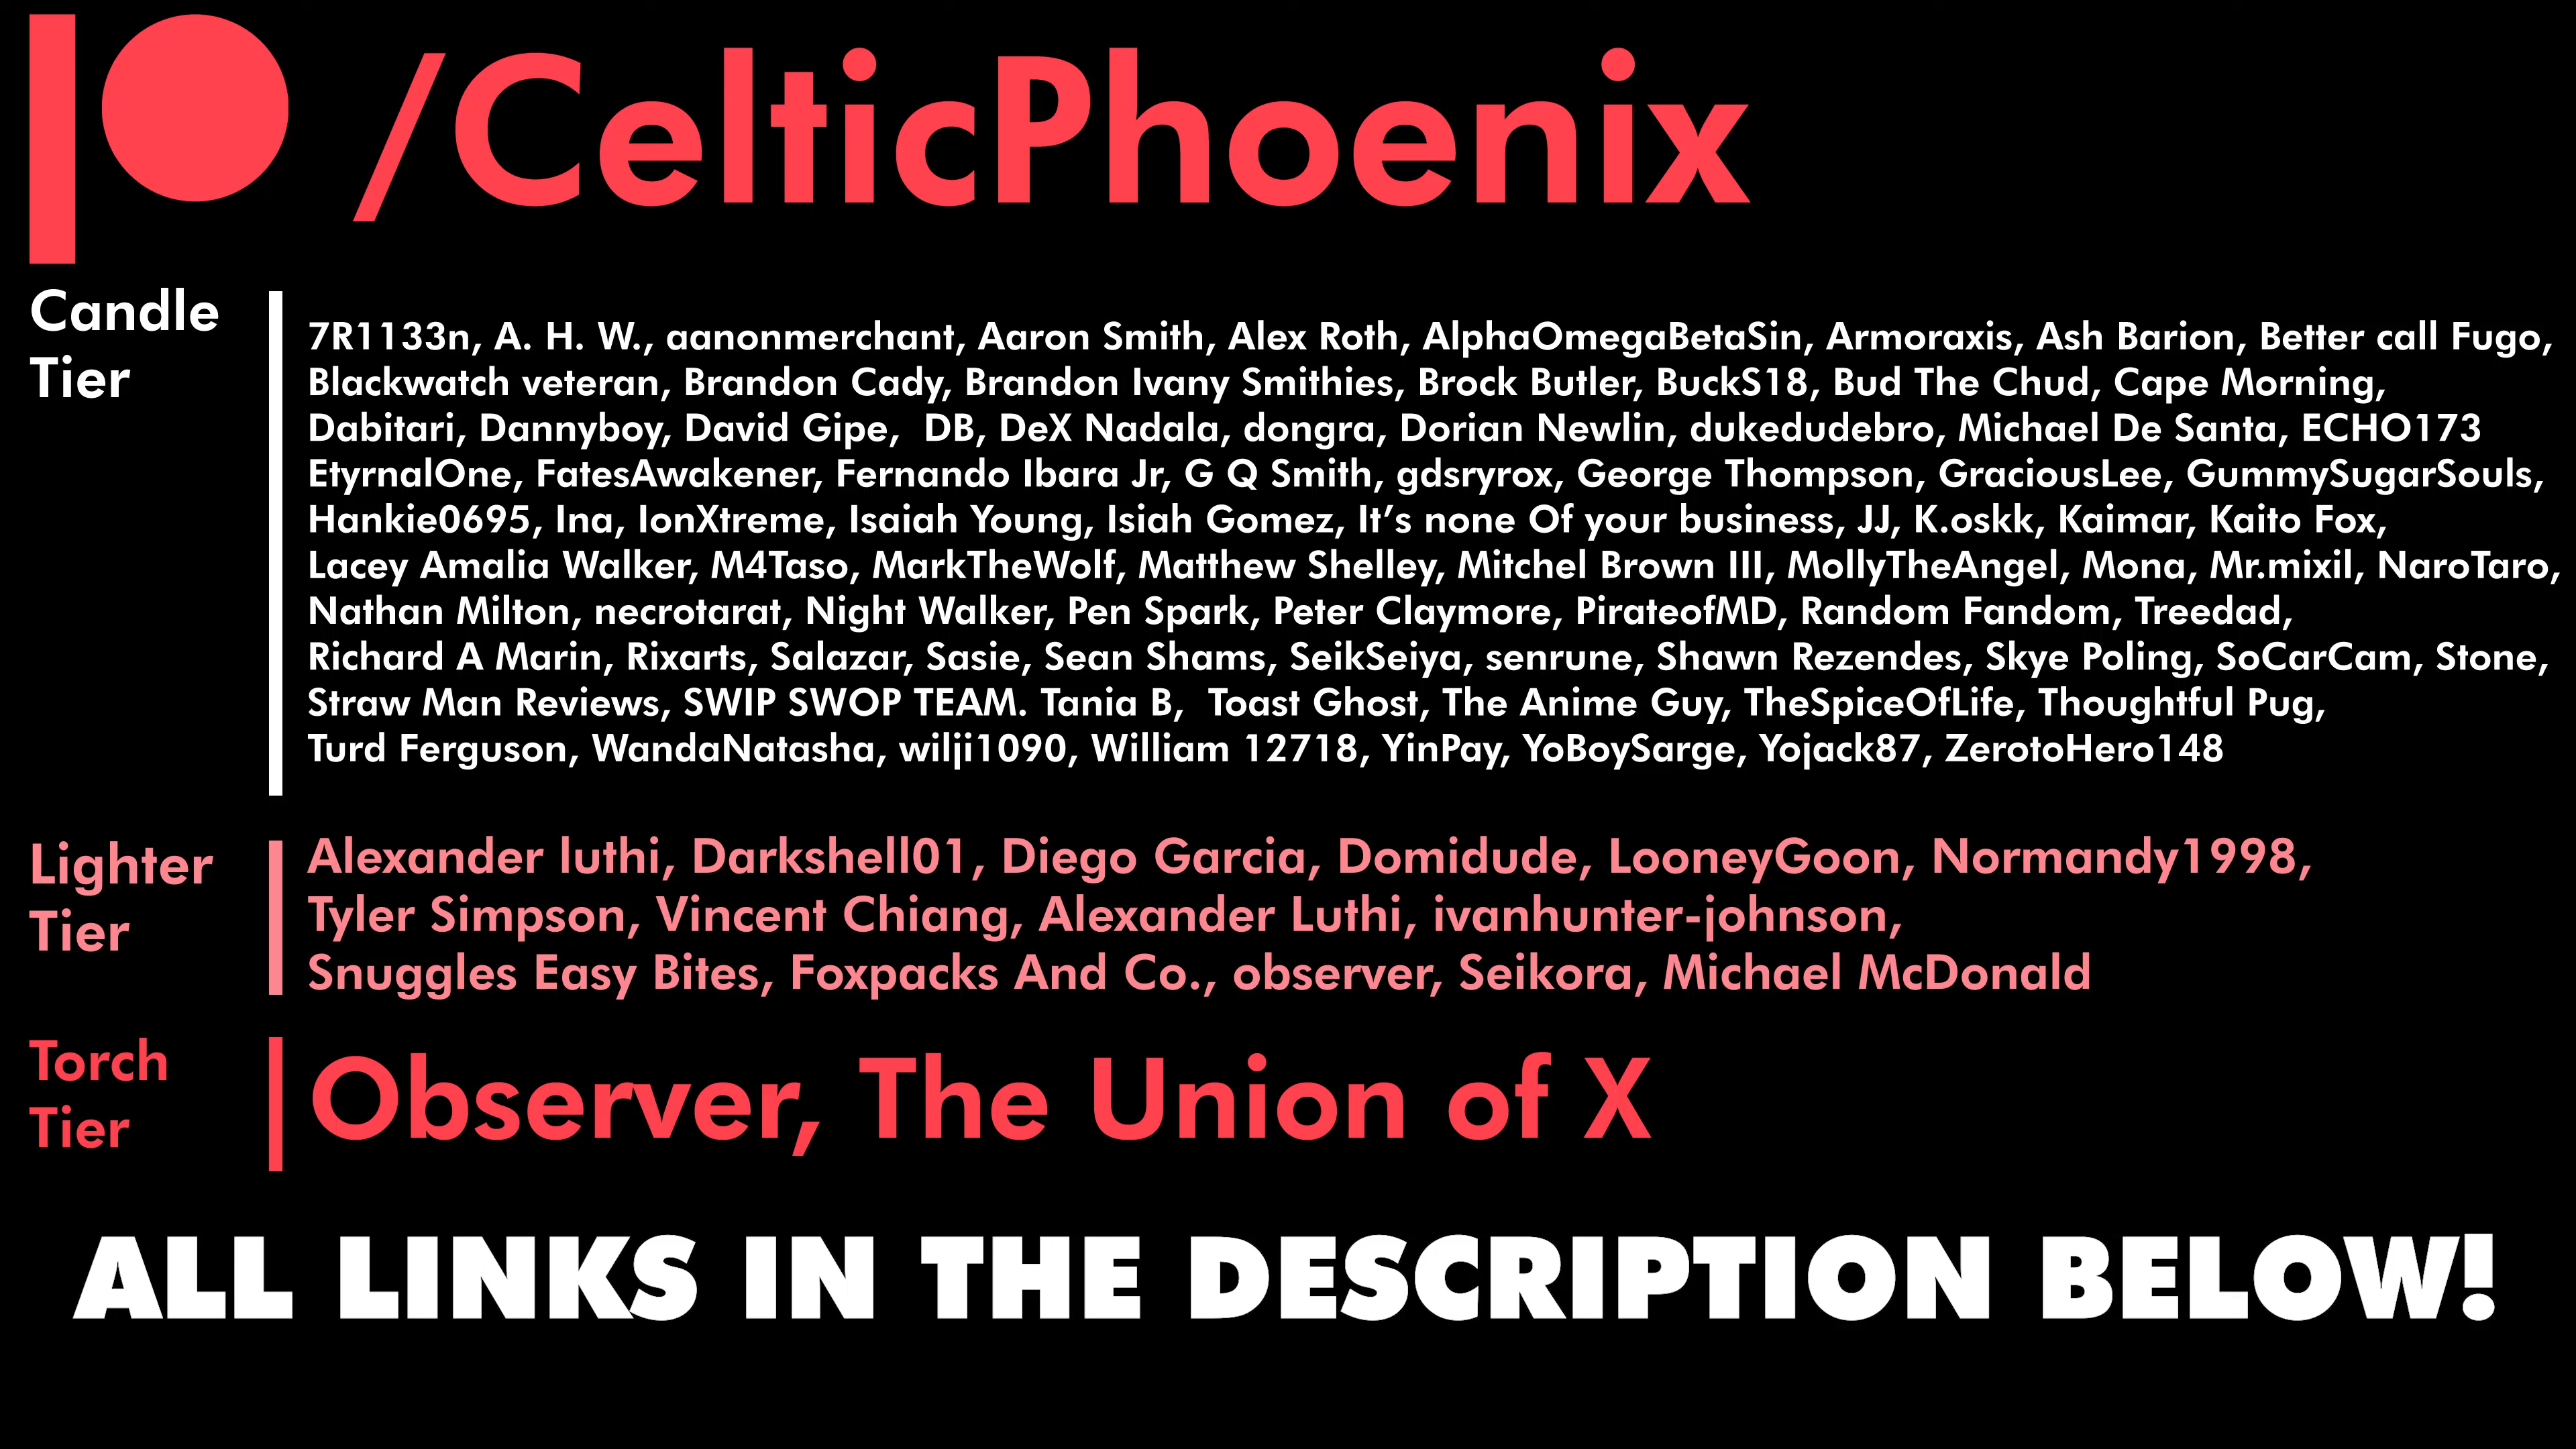 /CelticPhoenix
Candle
Tier
7R1133n, A. H. W., aanonmerchant, Aaron Smith, Alex Roth, AlphaOmegaBetaSin, Armoraxis, Ash Barion, Better call Fugo,
Blackwatch veteran, Brandon Cady, Brandon Ivany Smithies, Brock Butler, BuckS18, Bud The Chud, Cape Morning,
Dabitari, Dannyboy, David Gipe,  DB, DeX Nadala, dongra, Dorian Newlin, dukedudebro, Michael De Santa, ECHO173
EtyrnalOne, FatesAwakener, Fernando Ibara Jr, G Q Smith, gdsryrox, George Thompson, GraciousLee, GummySugarSouls,
Hankie0695, Ina, IonXtreme, Isaiah Young, Isiah Gomez, It’s none Of your business, JJ, K.oskk, Kaimar, Kaito Fox,
Lacey Amalia Walker, M4Taso, MarkTheWolf, Matthew Shelley, Mitchel Brown III, MollyTheAngel, Mona, Mr.mixil, NaroTaro,
Nathan Milton, necrotarat, Night Walker, Pen Spark, Peter Claymore, PirateofMD, Random Fandom, Treedad,
Richard A Marin, Rixarts, Salazar, Sasie, Sean Shams, SeikSeiya, senrune, Shawn Rezendes, Skye Poling, SoCarCam, Stone,
Straw Man Reviews, SWIP SWOP TEAM. Tania B,  Toast Ghost, The Anime Guy, TheSpiceOfLife, Thoughtful Pug,
Turd Ferguson, WandaNatasha, wilji1090, William 12718, YinPay, YoBoySarge, Yojack87, ZerotoHero148
Lighter
Tier
Alexander luthi, Darkshell01, Diego Garcia, Domidude, LooneyGoon, Normandy1998,
Tyler Simpson, Vincent Chiang, Alexander Luthi, ivanhunter-johnson,
Snuggles Easy Bites, Foxpacks And Co., observer, Seikora, Michael McDonald
Torch
Tier
Observer, The Union of X
ALL LINKS IN THE DESCRIPTION BELOW!